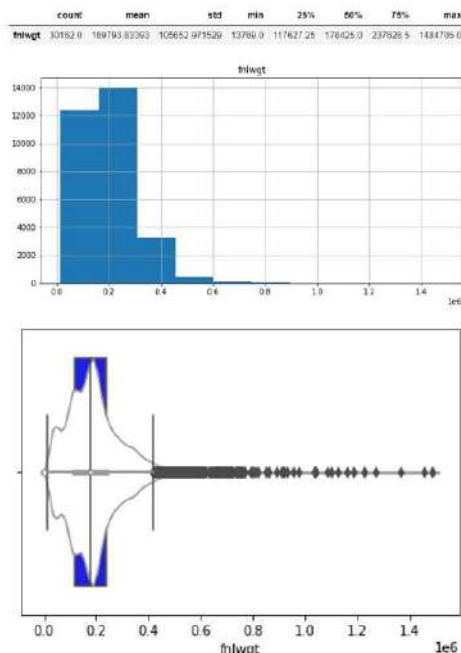 count mean std min 25% 50% 75% max
fnlwgt 30162.0 189793.83393 105652.971529 13769.0 117627.25 178425.0 237628.5 1484705.0
fnlwgt
14000
12000
10000
8000
6000
4000
2000
0
0.0 0.2 0.4 0.6 0.8 1.0 1.2 1.4
1e6
0.0 0.2 0.4 0.6 0.8 1.0 1.2 1.4
fnlwgt 1e6